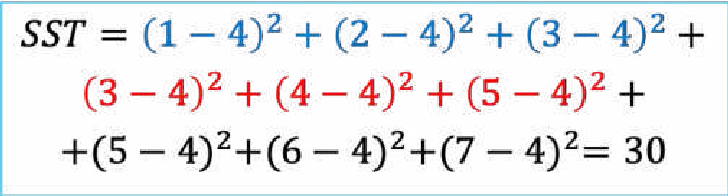 SST = (1 − 4)² + (2 − 4)² + (3 − 4)² +
(3 − 4)² + (4 − 4)² + (5 − 4)² +
+(5 − 4)²+(6 − 4)²+(7 − 4)²= 30